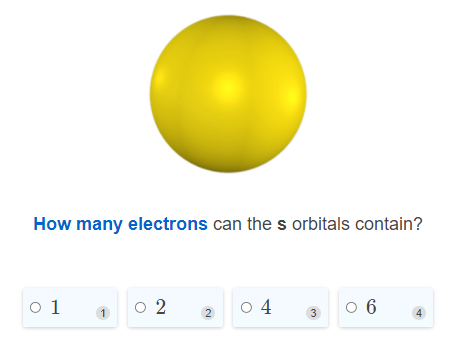 How many electrons can the s orbitals contain?
1 1 2 2 4 3 6 4